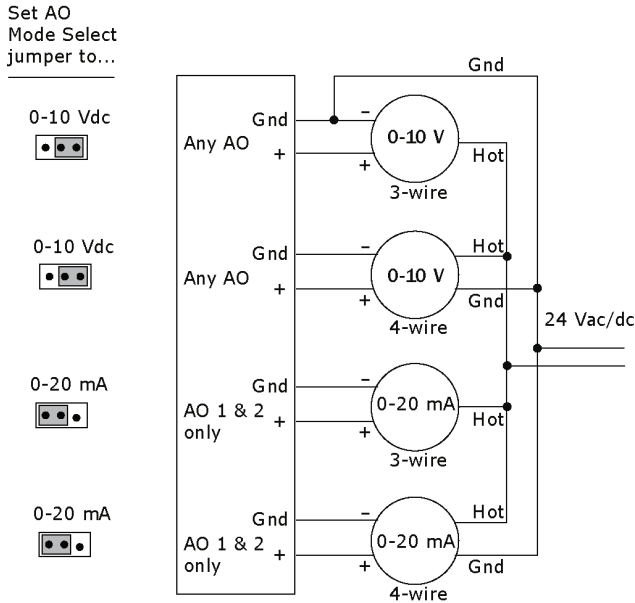 Set AO
Mode Select
jumper to...
Gnd
0-10 Vdc
Gnd
–
Any AO
0-10 V
+
+
Hot
3-wire
0-10 Vdc
Gnd
–
Hot
Any AO
0-10 V
+
+
Gnd
4-wire
24 Vac/dc
0-20 mA
Gnd
–
AO 1 & 2
only
0-20 mA
+
+
Hot
3-wire
0-20 mA
Gnd
–
Hot
AO 1 & 2
only
0-20 mA
+
+
Gnd
4-wire